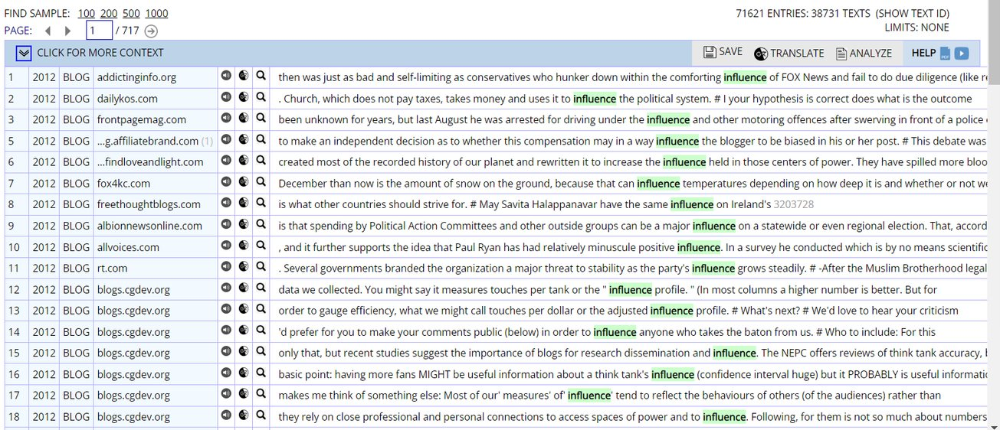 FIND SAMPLE: 100 200 500 1000
71621 ENTRIES: 38731 TEXTS (SHOW TEXT ID)
PAGE: 1 / 717
LIMITS: NONE
CLICK FOR MORE CONTEXT SAVE TRANSLATE ANALYZE HELP PDF
1 2012 BLOG addictinginfo.org then was just as bad and self-limiting as conservatives who hunker down within the comforting influence of FOX News and fail to do due diligence (like
2 2012 BLOG dailykos.com . Church, which does not pay taxes, takes money and uses it to influence the political system. # I your hypothesis is correct does what is the outcome
3 2012 BLOG frontpagemag.com been unknown for years, but last August he was arrested for driving under the influence and other motoring offences after swerving in front of a police
5 2012 BLOG ...g.affiliatebrand.com (1) to make an independent decision as to whether this compensation may in a way influence the blogger to be biased in his or her post. # This debate was
6 2012 BLOG ...findloveandlight.com created most of the recorded history of our planet and rewritten it to increase the influence held in those centers of power. They have spilled more bloo
7 2012 BLOG fox4kc.com December than now is the amount of snow on the ground, because that can influence temperatures depending on how deep it is and whether or not we
8 2012 BLOG freethoughtblogs.com is what other countries should strive for. # May Savita Halappanavar have the same influence on Ireland's 3203728
9 2012 BLOG albionnewsonline.com is that spending by Political Action Committees and other outside groups can be a major influence on a statewide or even regional election. That, accord
10 2012 BLOG allvoices.com , and it further supports the idea that Paul Ryan has had relatively minuscule positive influence. In a survey he conducted which is by no means scientific
11 2012 BLOG rt.com . Several governments branded the organization a major threat to stability as the party's influence grows steadily. # -After the Muslim Brotherhood legal
12 2012 BLOG blogs.cgdev.org data we collected. You might say it measures touches per tank or the " influence profile. " (In most columns a higher number is better. But for
13 2012 BLOG blogs.cgdev.org order to gauge efficiency, what we might call touches per dollar or the adjusted influence profile. # What's next? # We'd love to hear your criticism
14 2012 BLOG blogs.cgdev.org 'd prefer for you to make your comments public (below) in order to influence anyone who takes the baton from us. # Who to include: For this
15 2012 BLOG blogs.cgdev.org only that, but recent studies suggest the importance of blogs for research dissemination and influence. The NEPC offers reviews of think tank accuracy,
16 2012 BLOG blogs.cgdev.org basic point: having more fans MIGHT be useful information about a think tank's influence (confidence interval huge) but it PROBABLY is useful informatic
17 2012 BLOG blogs.cgdev.org makes me think of something else: Most of our' measures' of' influence' tend to reflect the behaviours of others (of the audiences) rather than
18 2012 BLOG blogs.cgdev.org they rely on close professional and personal connections to access spaces of power and to influence. Following, for them is not so much about numbers